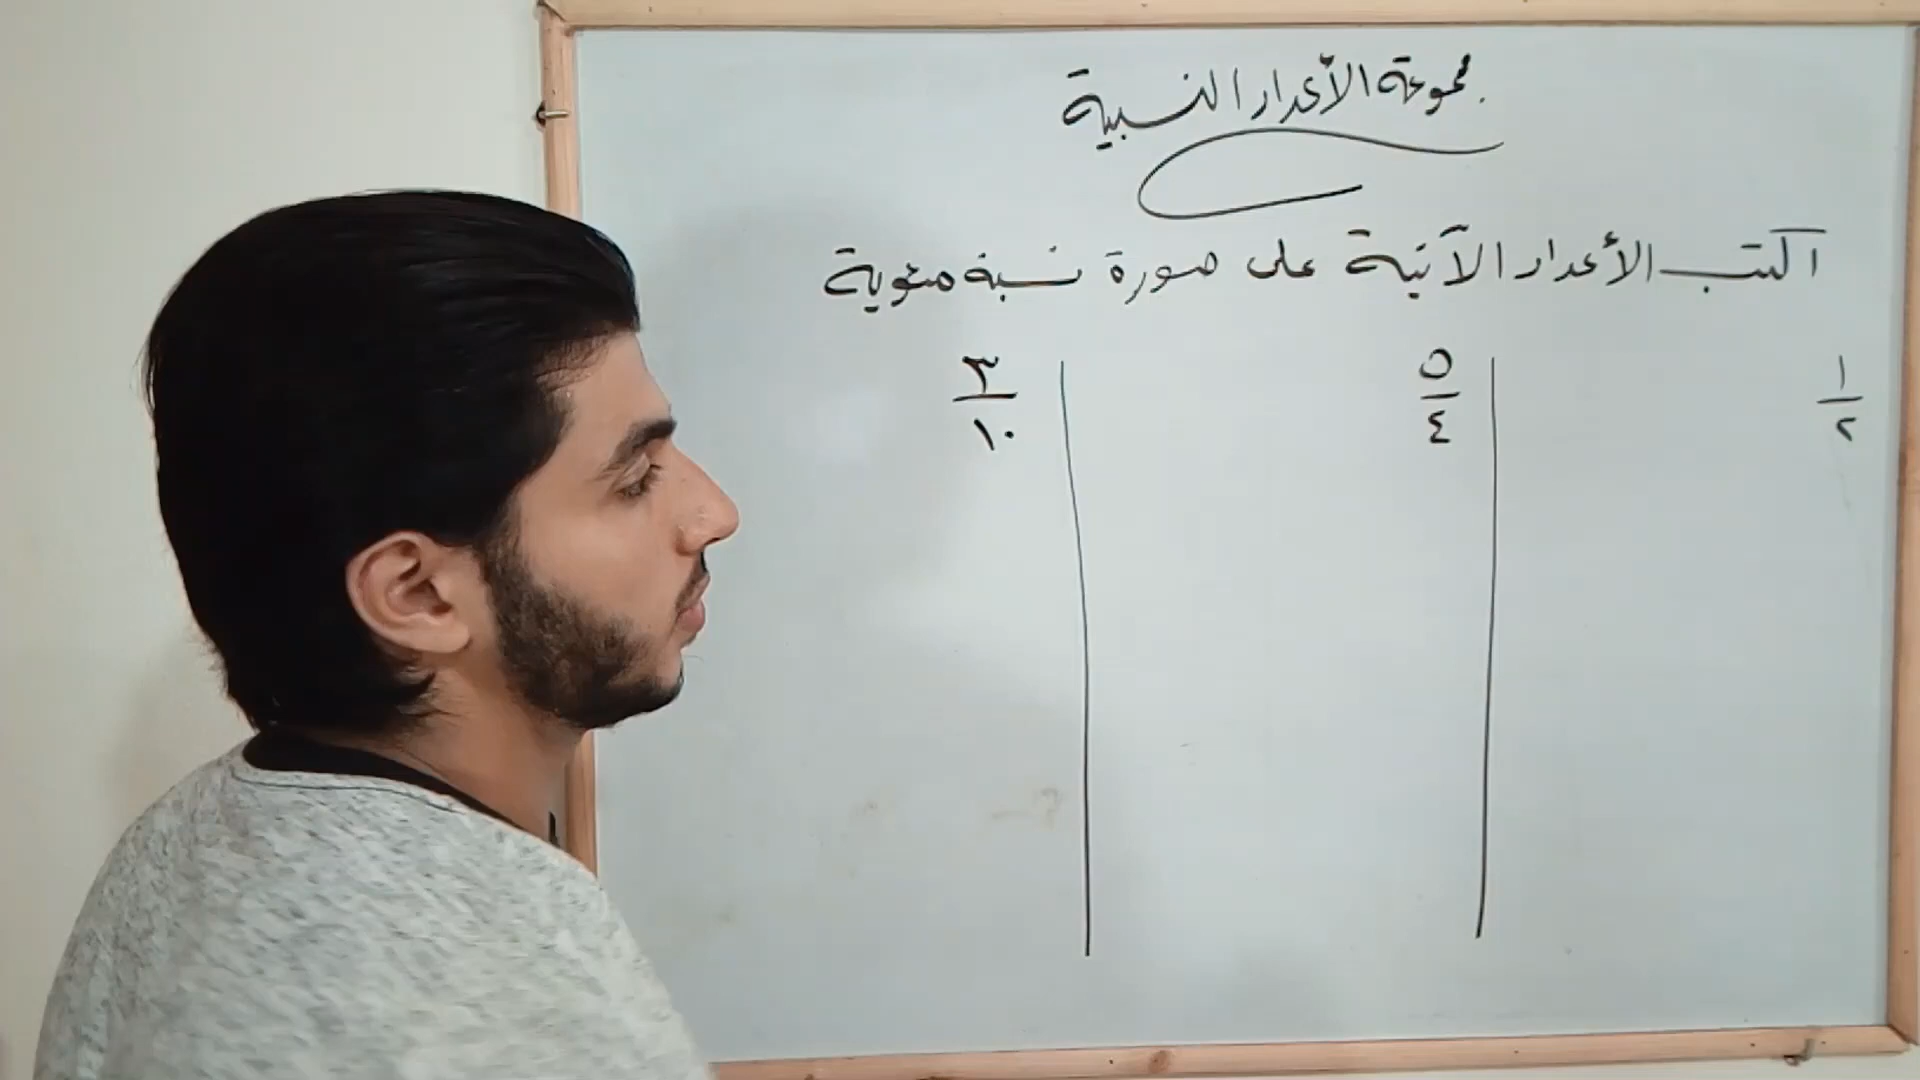 مجموعة الأعداد النسبية
اكتب الأعداد الآتية على صورة نسبة مئوية
١/٢ ٥/٤ ٣/١٠